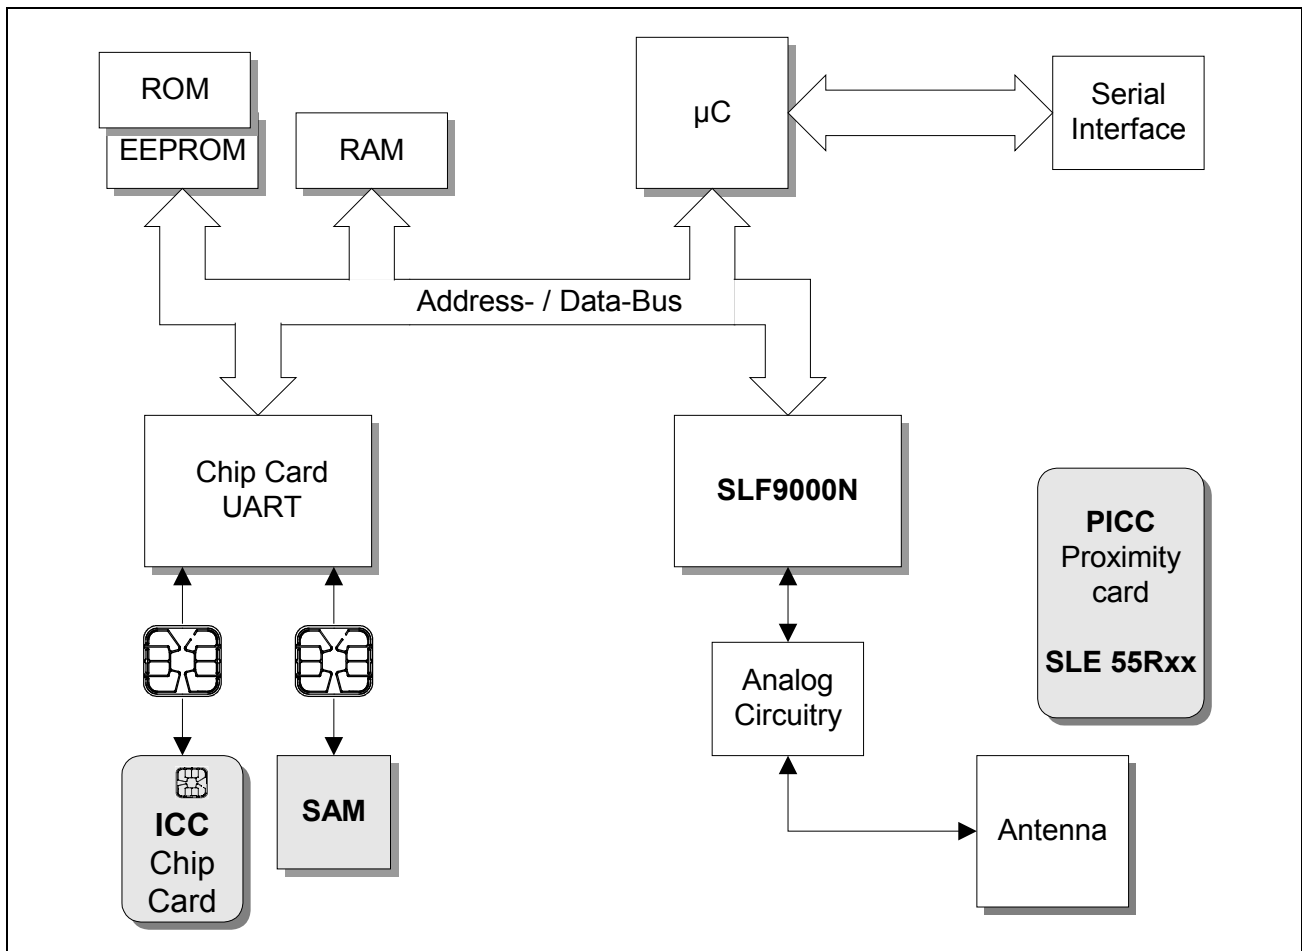 ROM
EEPROM
RAM
µC
Serial
Interface
Address- / Data-Bus
Chip Card
UART
SLF9000N
PICC
Proximity
card
SLE 55Rxx
Analog
Circuitry
ICC
Chip
Card
SAM
Antenna